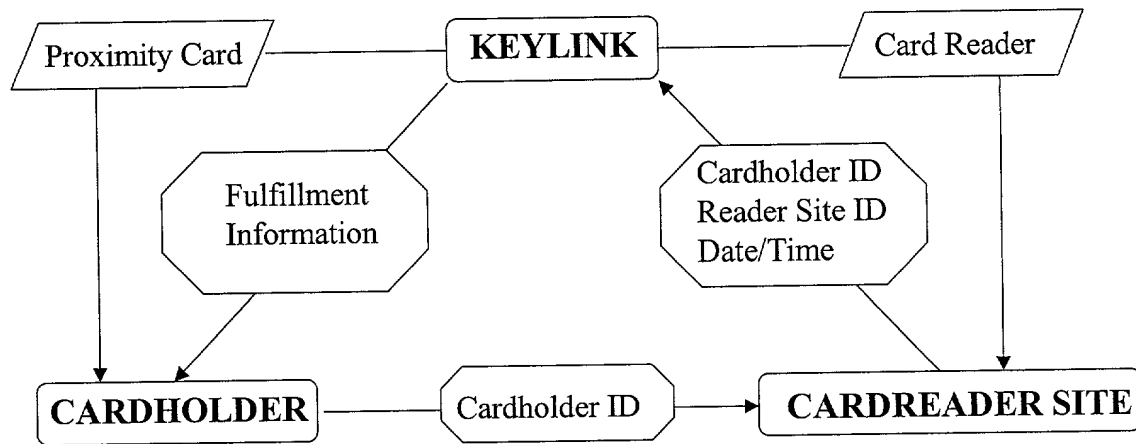 Proximity Card
KEYLINK
Card Reader
Fulfillment
Information
Cardholder ID
Reader Site ID
Date/Time
CARDHOLDER
Cardholder ID
CARDREADER SITE